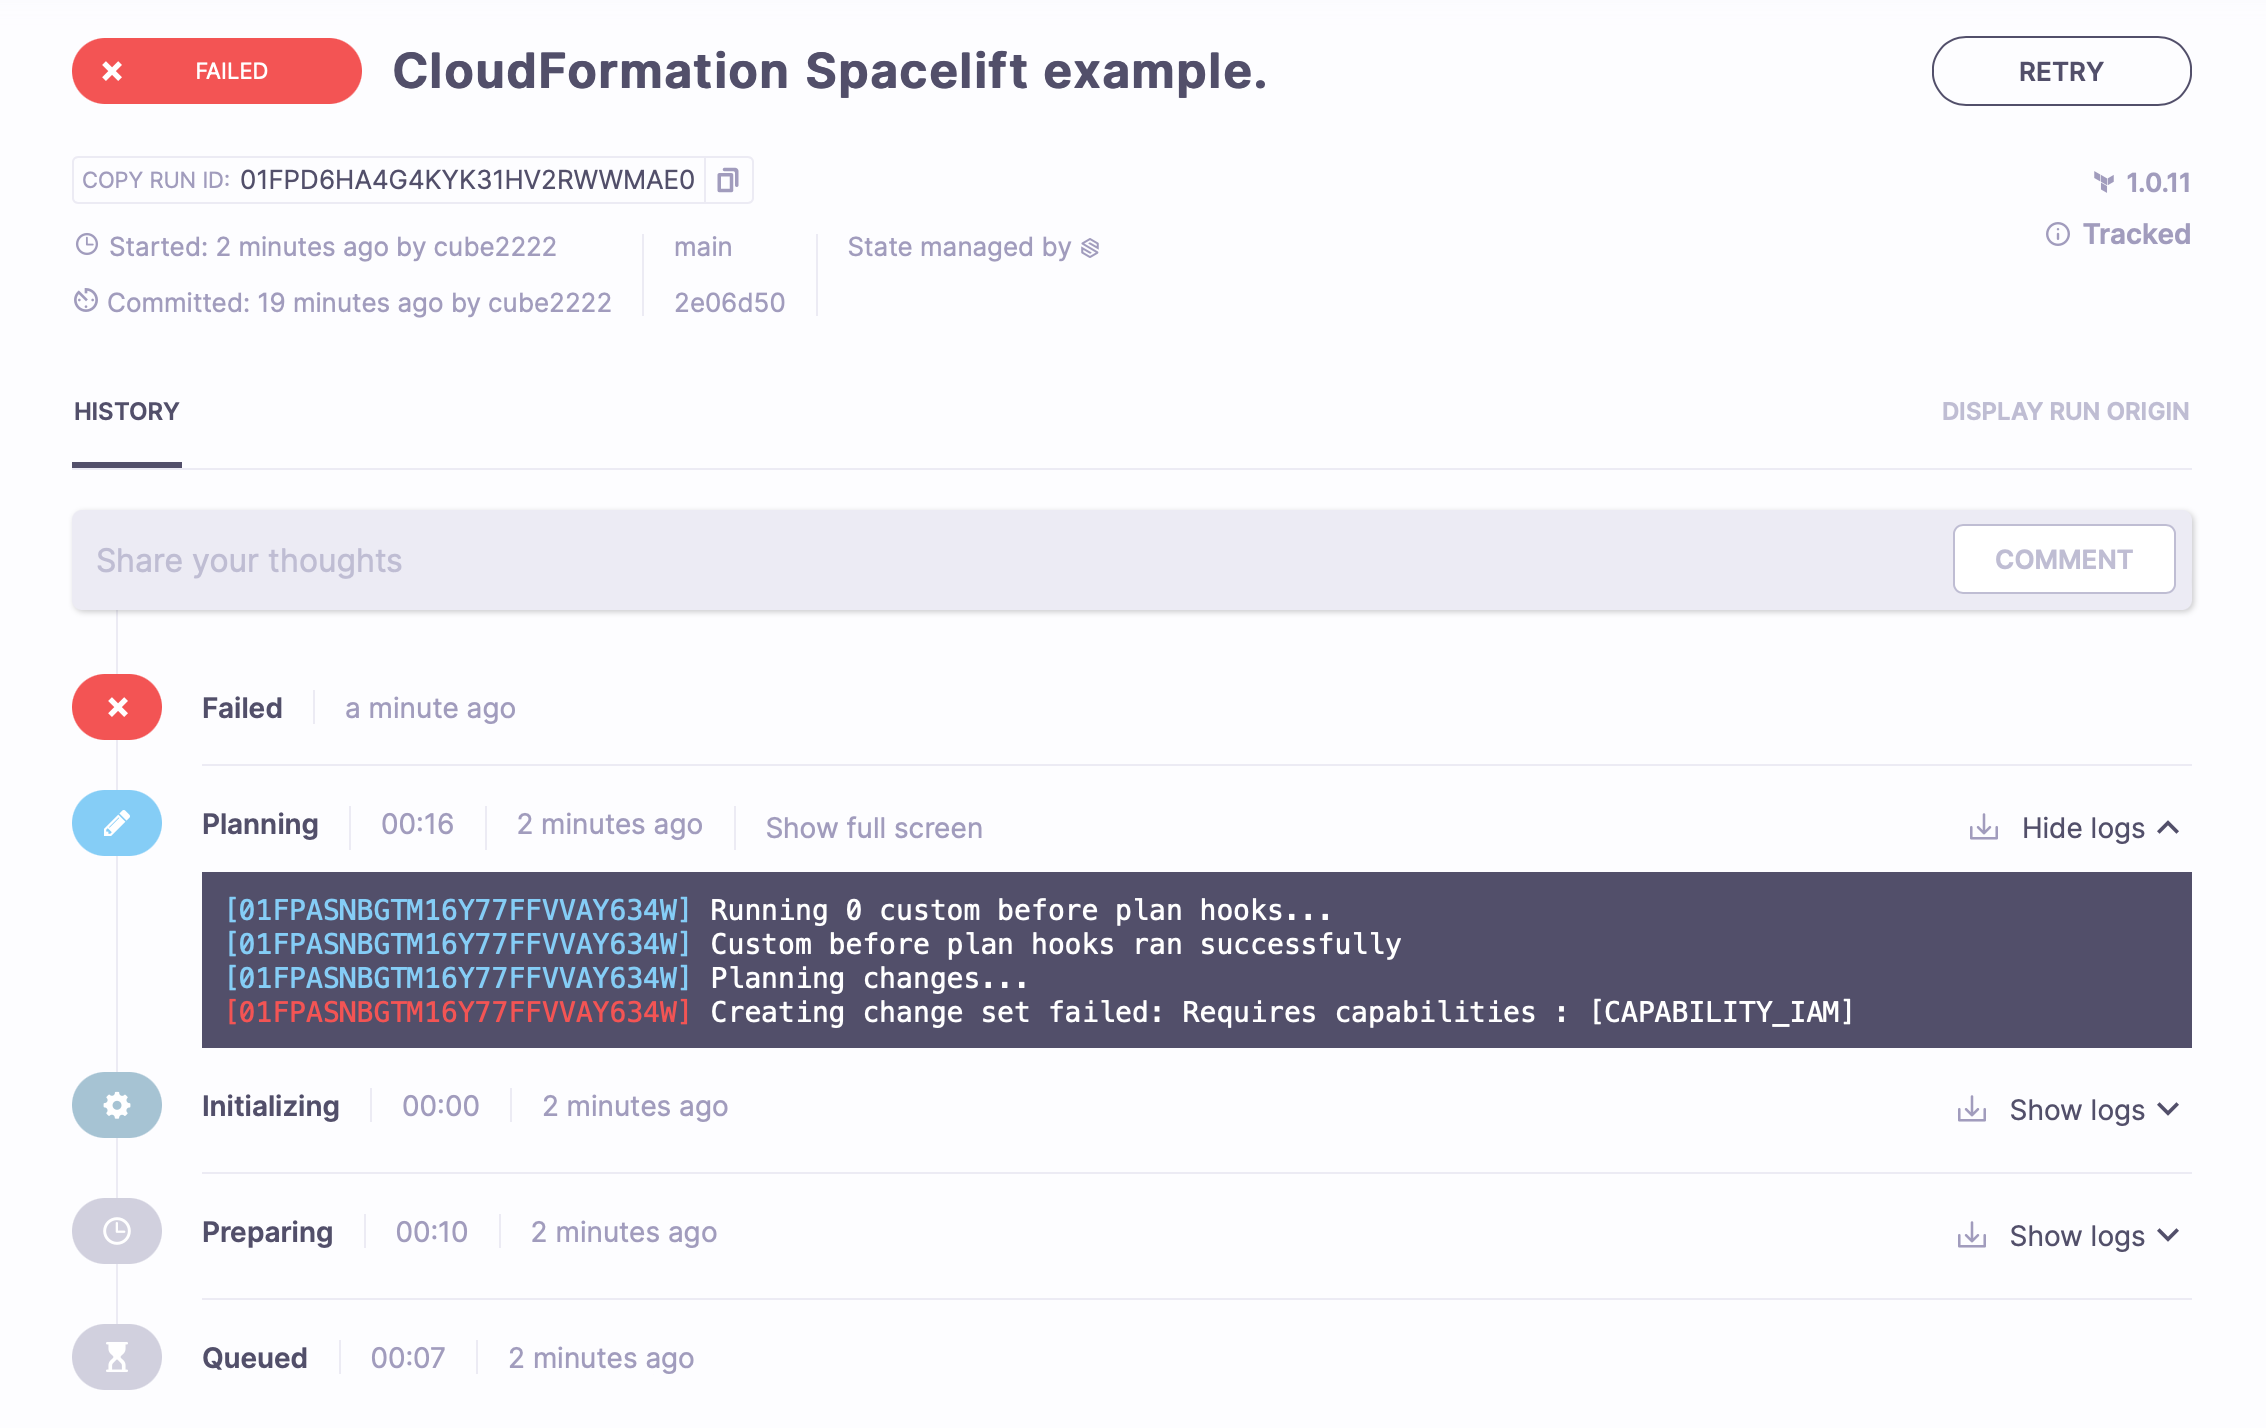 FAILED
CloudFormation Spacelift example.
RETRY
COPY RUN ID: 01FPD6HA4G4KYK31HV2RWWMAE0
1.0.11
Started: 2 minutes ago by cube2222
main
State managed by
Tracked
Committed: 19 minutes ago by cube2222
2e06d50
HISTORY
DISPLAY RUN ORIGIN
Share your thoughts
COMMENT
Failed
a minute ago
Planning
00:16
2 minutes ago
Show full screen
Hide logs
[01FPASNBGTM16Y77FFVVAY634W] Running 0 custom before plan hooks...
[01FPASNBGTM16Y77FFVVAY634W] Custom before plan hooks ran successfully
[01FPASNBGTM16Y77FFVVAY634W] Planning changes...
[01FPASNBGTM16Y77FFVVAY634W] Creating change set failed: Requires capabilities : [CAPABILITY_IAM]
Initializing
00:00
2 minutes ago
Show logs
Preparing
00:10
2 minutes ago
Show logs
Queued
00:07
2 minutes ago